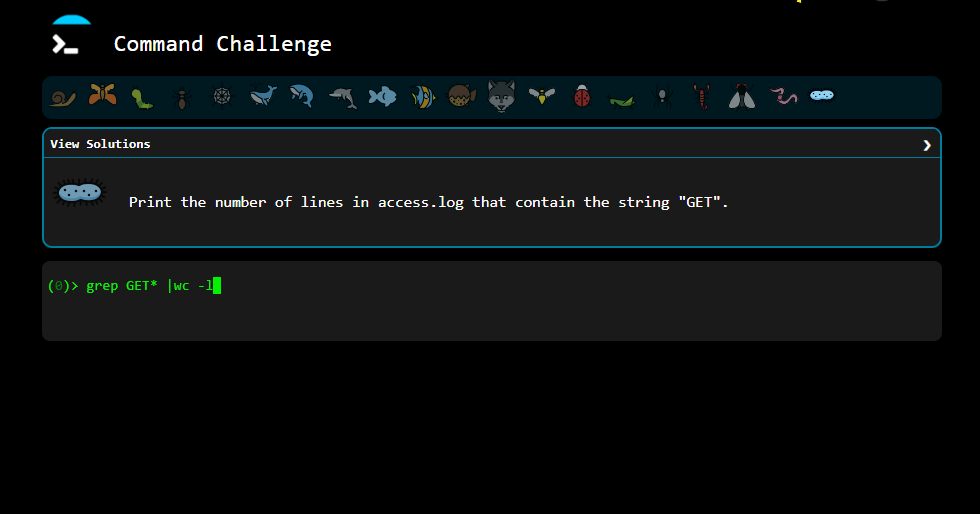 Command Challenge
View Solutions
Print the number of lines in access.log that contain the string "GET".
(0)> grep GET* |wc -l